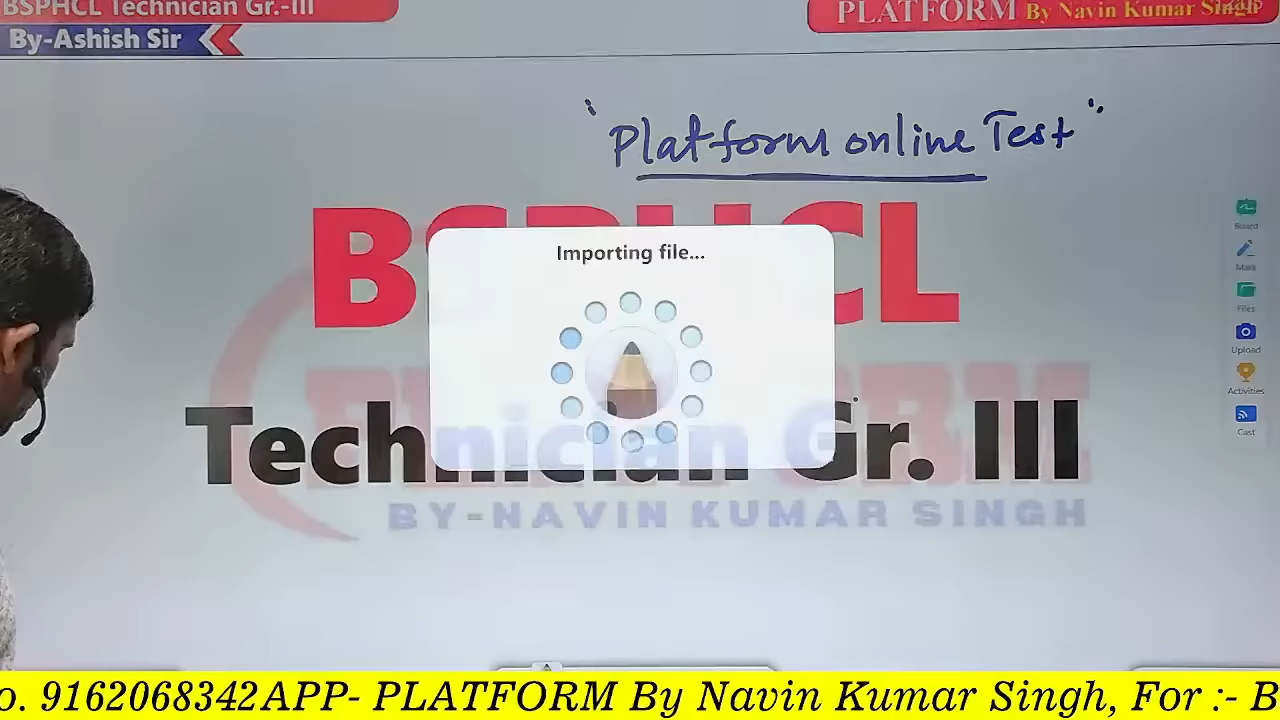 BSPHCL Technician Gr.-III
PLATFORM By Navin Kumar Singh
By-Ashish Sir
"Platform online Test"
Importing file...
Technician Gr. III
BY-NAVIN KUMAR SINGH
Board
Mark
Files
Upload
Activities
Cast
o. 9162068342APP- PLATFORM By Navin Kumar Singh, For :- B